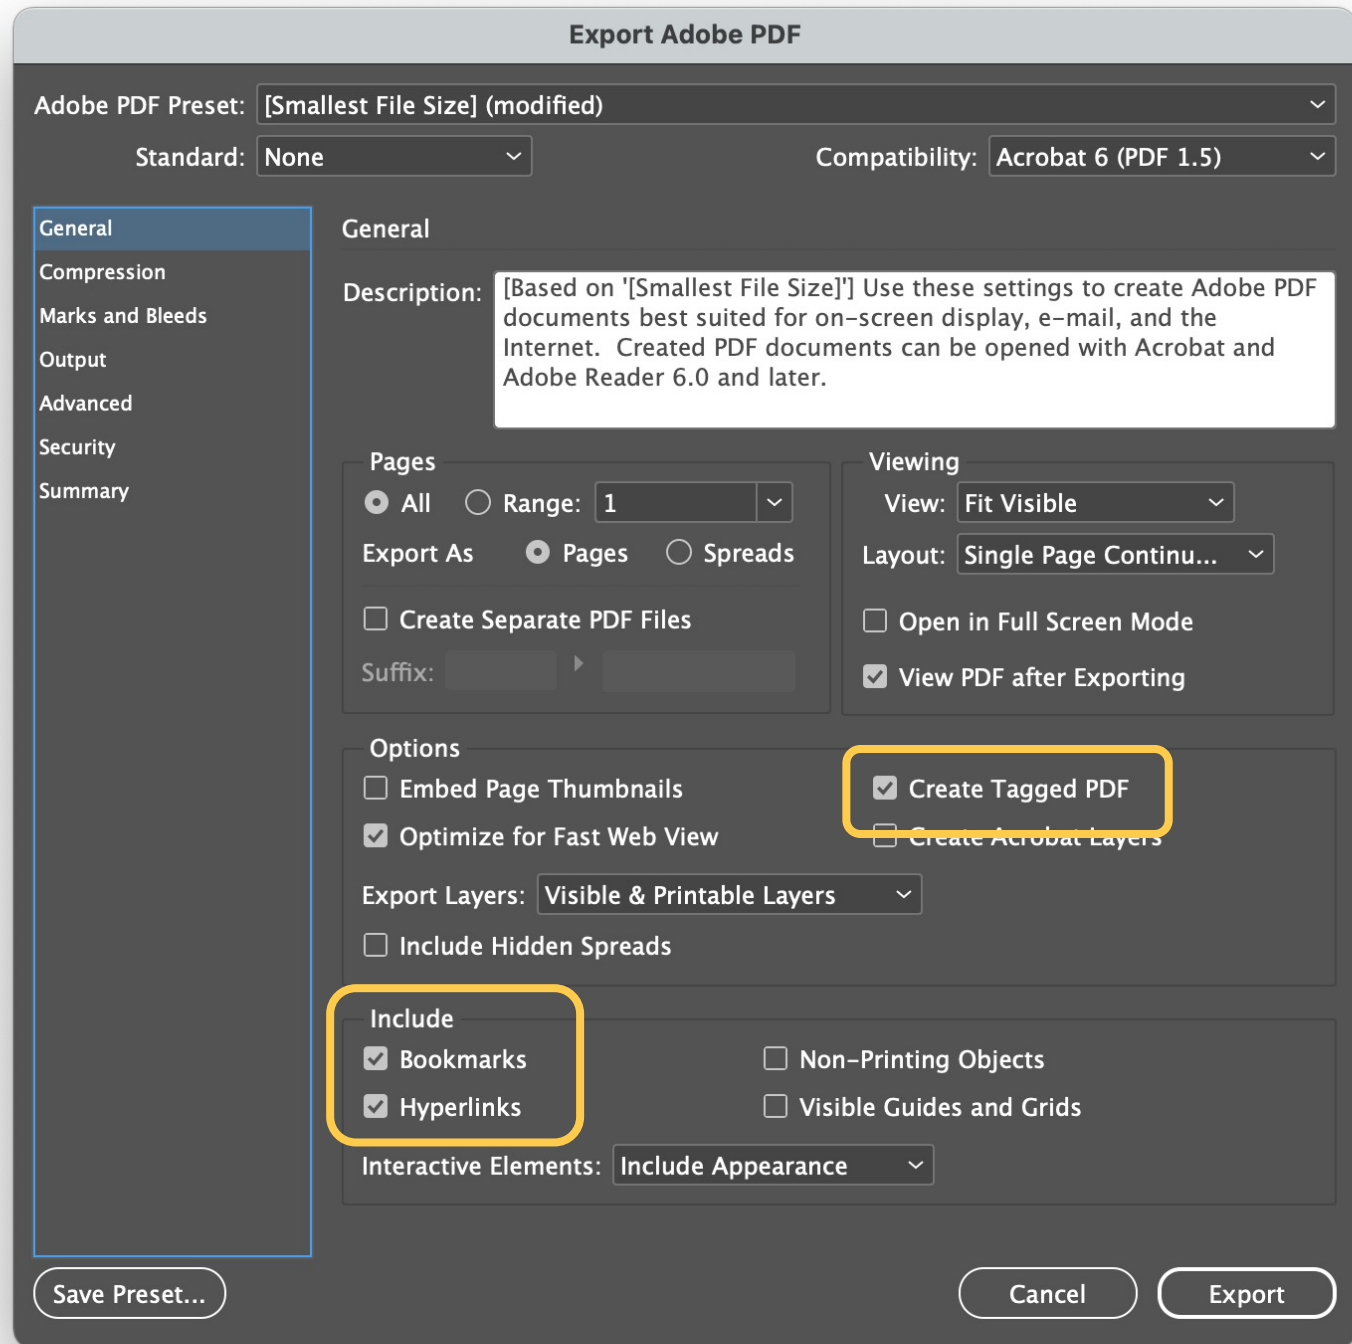 Export Adobe PDF
Adobe PDF Preset: [Smallest File Size] (modified)
Standard: None Compatibility: Acrobat 6 (PDF 1.5)
General
Compression
Marks and Bleeds
Output
Advanced
Security
Summary
General
Description: [Based on '[Smallest File Size]'] Use these settings to create Adobe PDF
documents best suited for on-screen display, e-mail, and the
Internet.  Created PDF documents can be opened with Acrobat and
Adobe Reader 6.0 and later.
Pages
All Range: 1
Export As Pages Spreads
Create Separate PDF Files
Suffix:
Viewing
View: Fit Visible
Layout: Single Page Continu...
Open in Full Screen Mode
View PDF after Exporting
Options
Embed Page Thumbnails Create Tagged PDF
Optimize for Fast Web View Create Acrobat Layers
Export Layers: Visible & Printable Layers
Include Hidden Spreads
Include
Bookmarks Non-Printing Objects
Hyperlinks Visible Guides and Grids
Interactive Elements: Include Appearance
Save Preset... Cancel Export